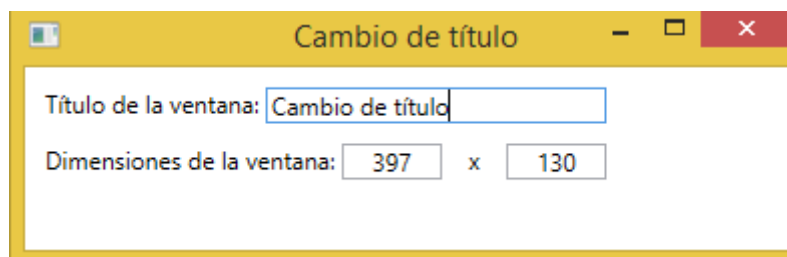 Cambio de título
Título de la ventana: Cambio de título
Dimensiones de la ventana: 397 x 130